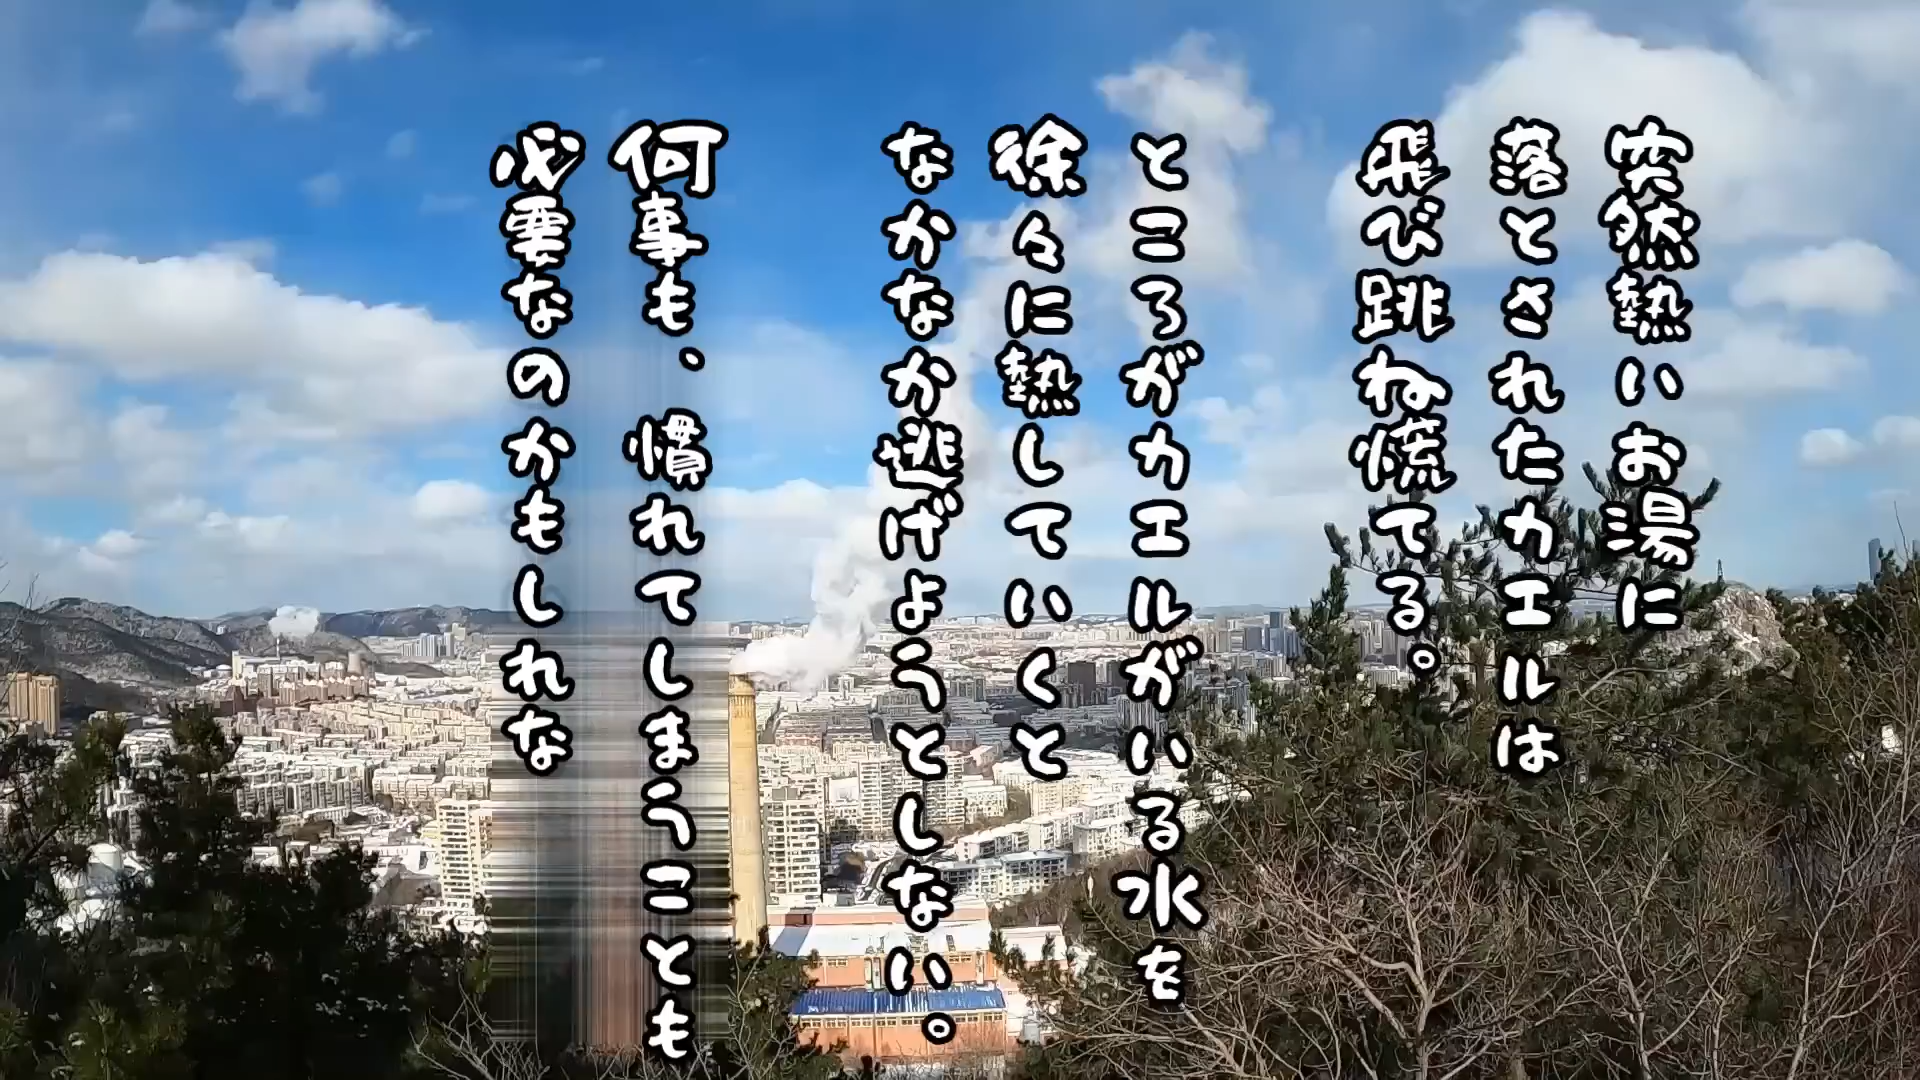 突然熱いお湯に
落とされたカエルは
飛び跳ね慌てる。
ところがカエルがいる水を
徐々に熱していくと
なかなか逃げようとしない。
何事も、慣れてしまうことも
必要なのかもしれな